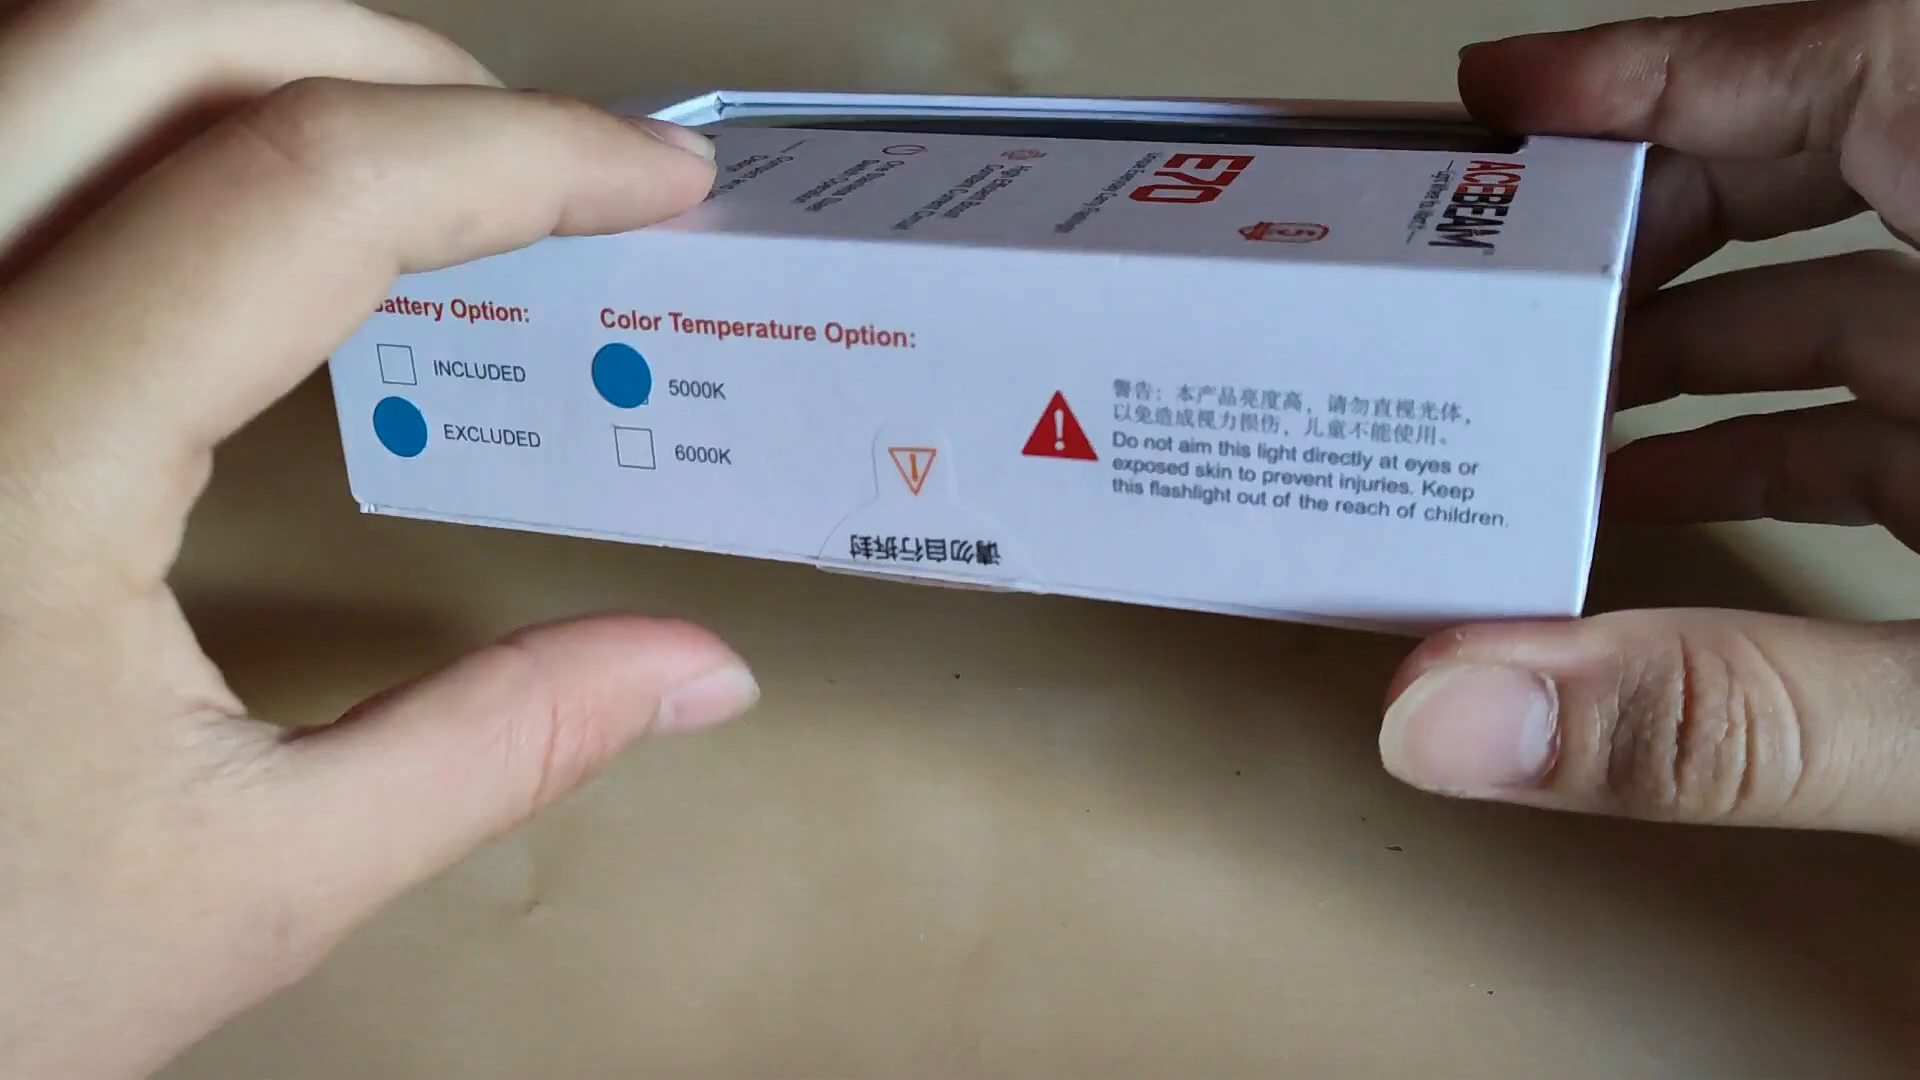 ACEBEAM
E70
5
Battery Option:
INCLUDED
EXCLUDED
Color Temperature Option:
5000K
6000K
警告：本产品亮度高，请勿直视光体，
以免造成视力损伤，儿童不能使用。
Do not aim this light directly at eyes or
exposed skin to prevent injuries. Keep
this flashlight out of the reach of children.
请勿自行拆封